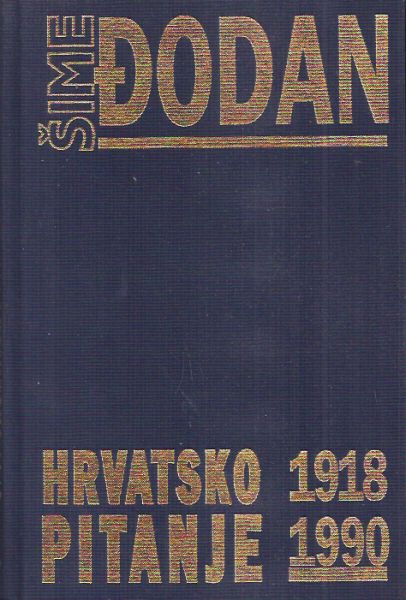 ŠIME
ĐODAN
HRVATSKO 1918
PITANJE 1990